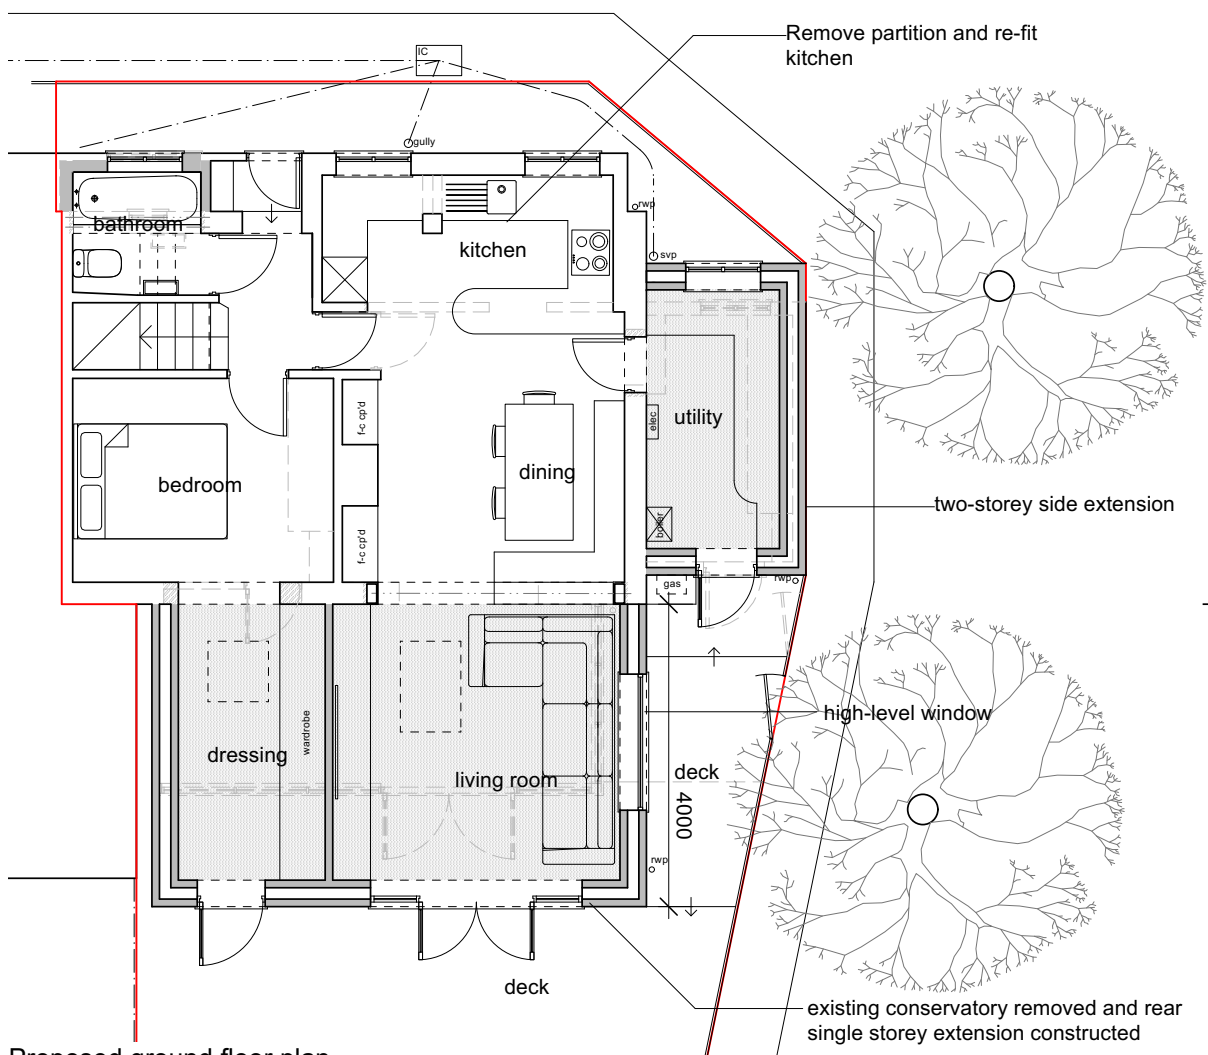 Remove partition and re-fit
kitchen
IC
gully
rwp
bathroom
kitchen
svp
utility
elec
f-c cp'd
dining
bedroom
two-storey side extension
boiler
f-c cp'd
gas
rwp
wardrobe
high-level window
dressing
living room
deck
4000
rwp
deck
existing conservatory removed and rear
single storey extension constructed
Proposed ground floor plan